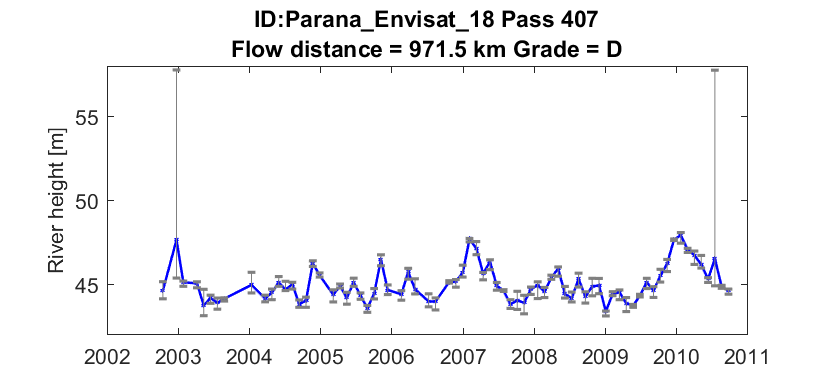 ID:Parana_Envisat_18 Pass 407
Flow distance = 971.5 km Grade = D
River height [m]
55
50
45
2002 2003 2004 2005 2006 2007 2008 2009 2010 2011